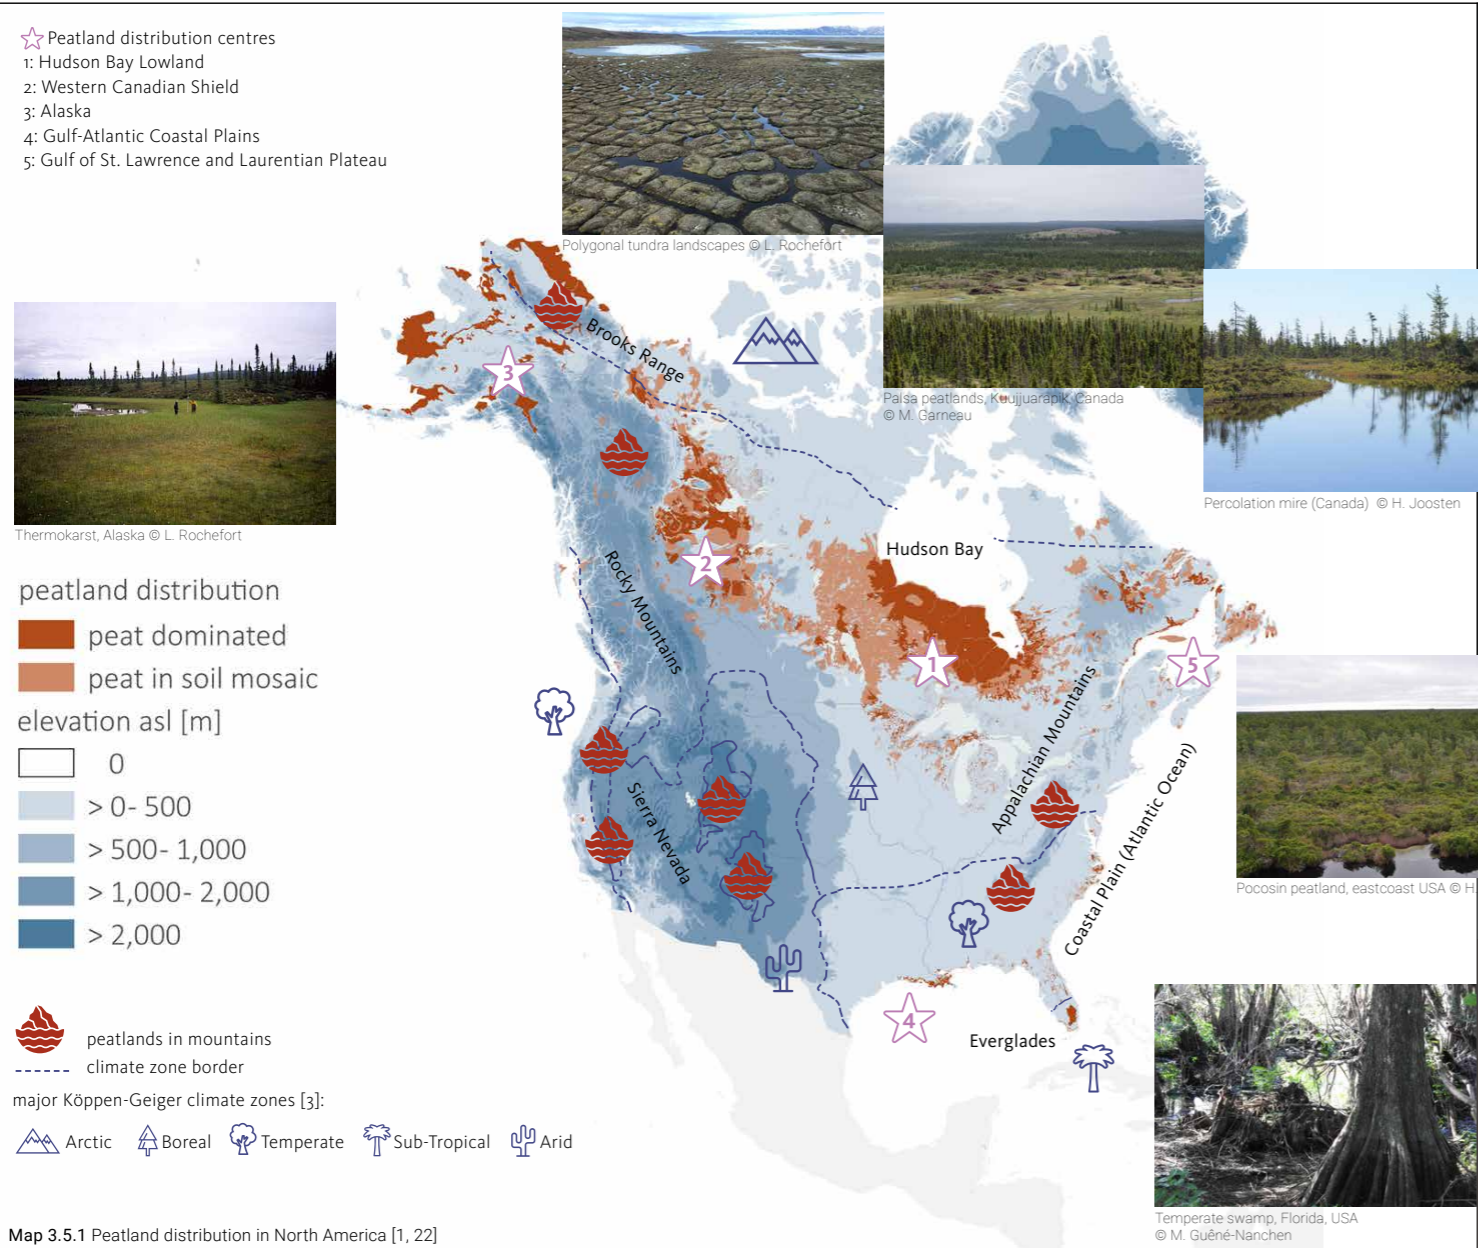 Peatland distribution centres
1: Hudson Bay Lowland
2: Western Canadian Shield
3: Alaska
4: Gulf-Atlantic Coastal Plains
5: Gulf of St. Lawrence and Laurentian Plateau
Polygonal tundra landscapes © L. Rochefort
Palsa peatlands, Kuujjuarapik, Canada
© M. Garneau
Percolation mire (Canada) © H. Joosten
Thermokarst, Alaska © L. Rochefort
Brooks Range
3
2
Rocky Mountains
Hudson Bay
1
5
Sierra Nevada
Appalachian Mountains
Coastal Plain (Atlantic Ocean)
4
Everglades
Pocosin peatland, eastcoast USA © H.
Temperate swamp, Florida, USA
© M. Guêné-Nanchen
peatland distribution
peat dominated
peat in soil mosaic
elevation asl [m]
0
> 0- 500
> 500- 1,000
> 1,000- 2,000
> 2,000
peatlands in mountains
climate zone border
major Köppen-Geiger climate zones [3]:
Arctic Boreal Temperate Sub-Tropical Arid
Map 3.5.1 Peatland distribution in North America [1, 22]